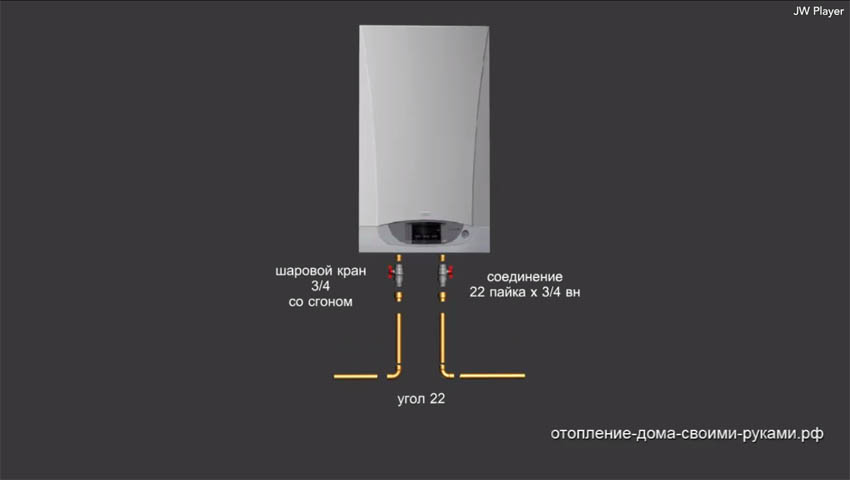 JW Player
шаровой кран
3/4
со сгоном
соединение
22 пайка х 3/4 вн
угол 22
отопление-дома-своими-руками.рф